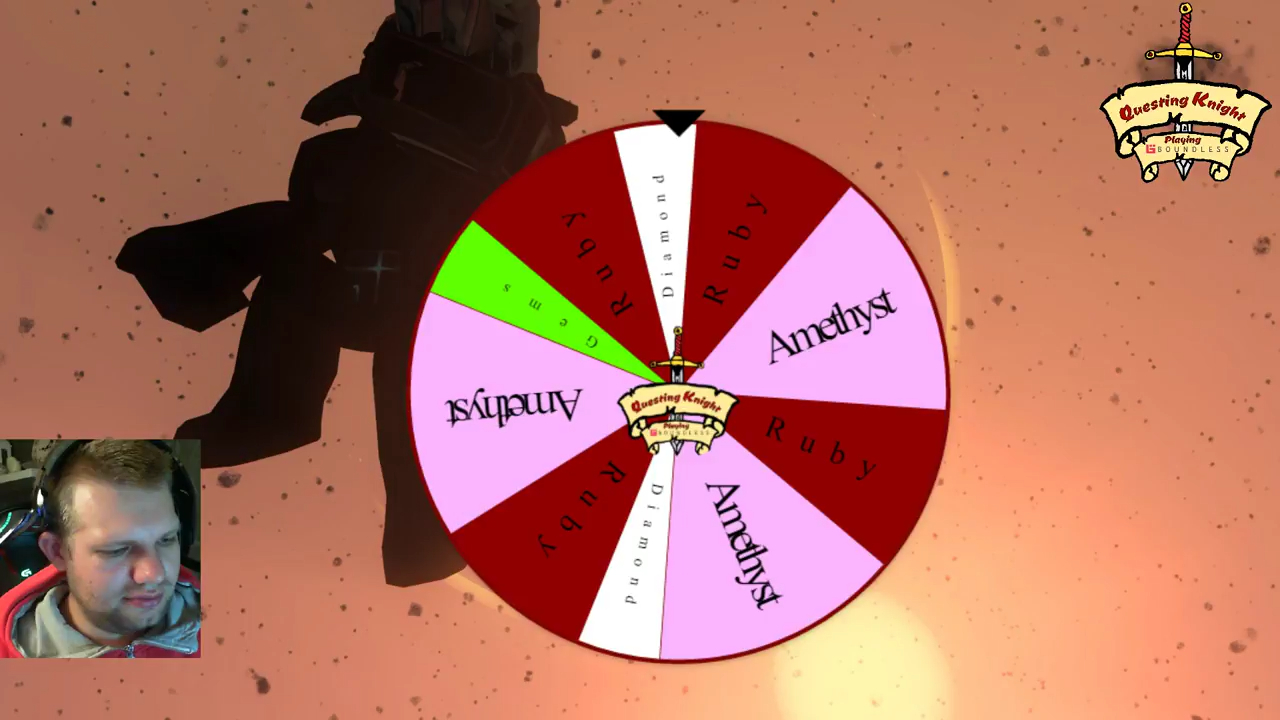 Questing Knight
Playing
BOUNDLESS
Diamond
Ruby
Amethyst
Ruby
Amethyst
Diamond
Ruby
Amethyst
Gems
Ruby
Questing Knight
Playing
BOUNDLESS